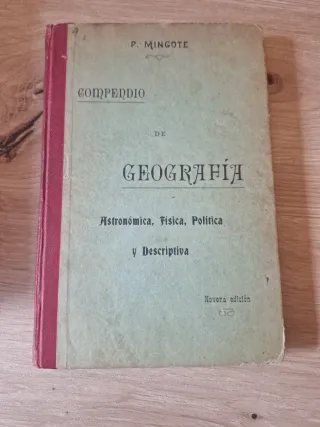 P. MINGOTE
COMPENDIO
DE
GEOGRAFÍA
Astronómica, Física, Política
y Descriptiva
Novena edición